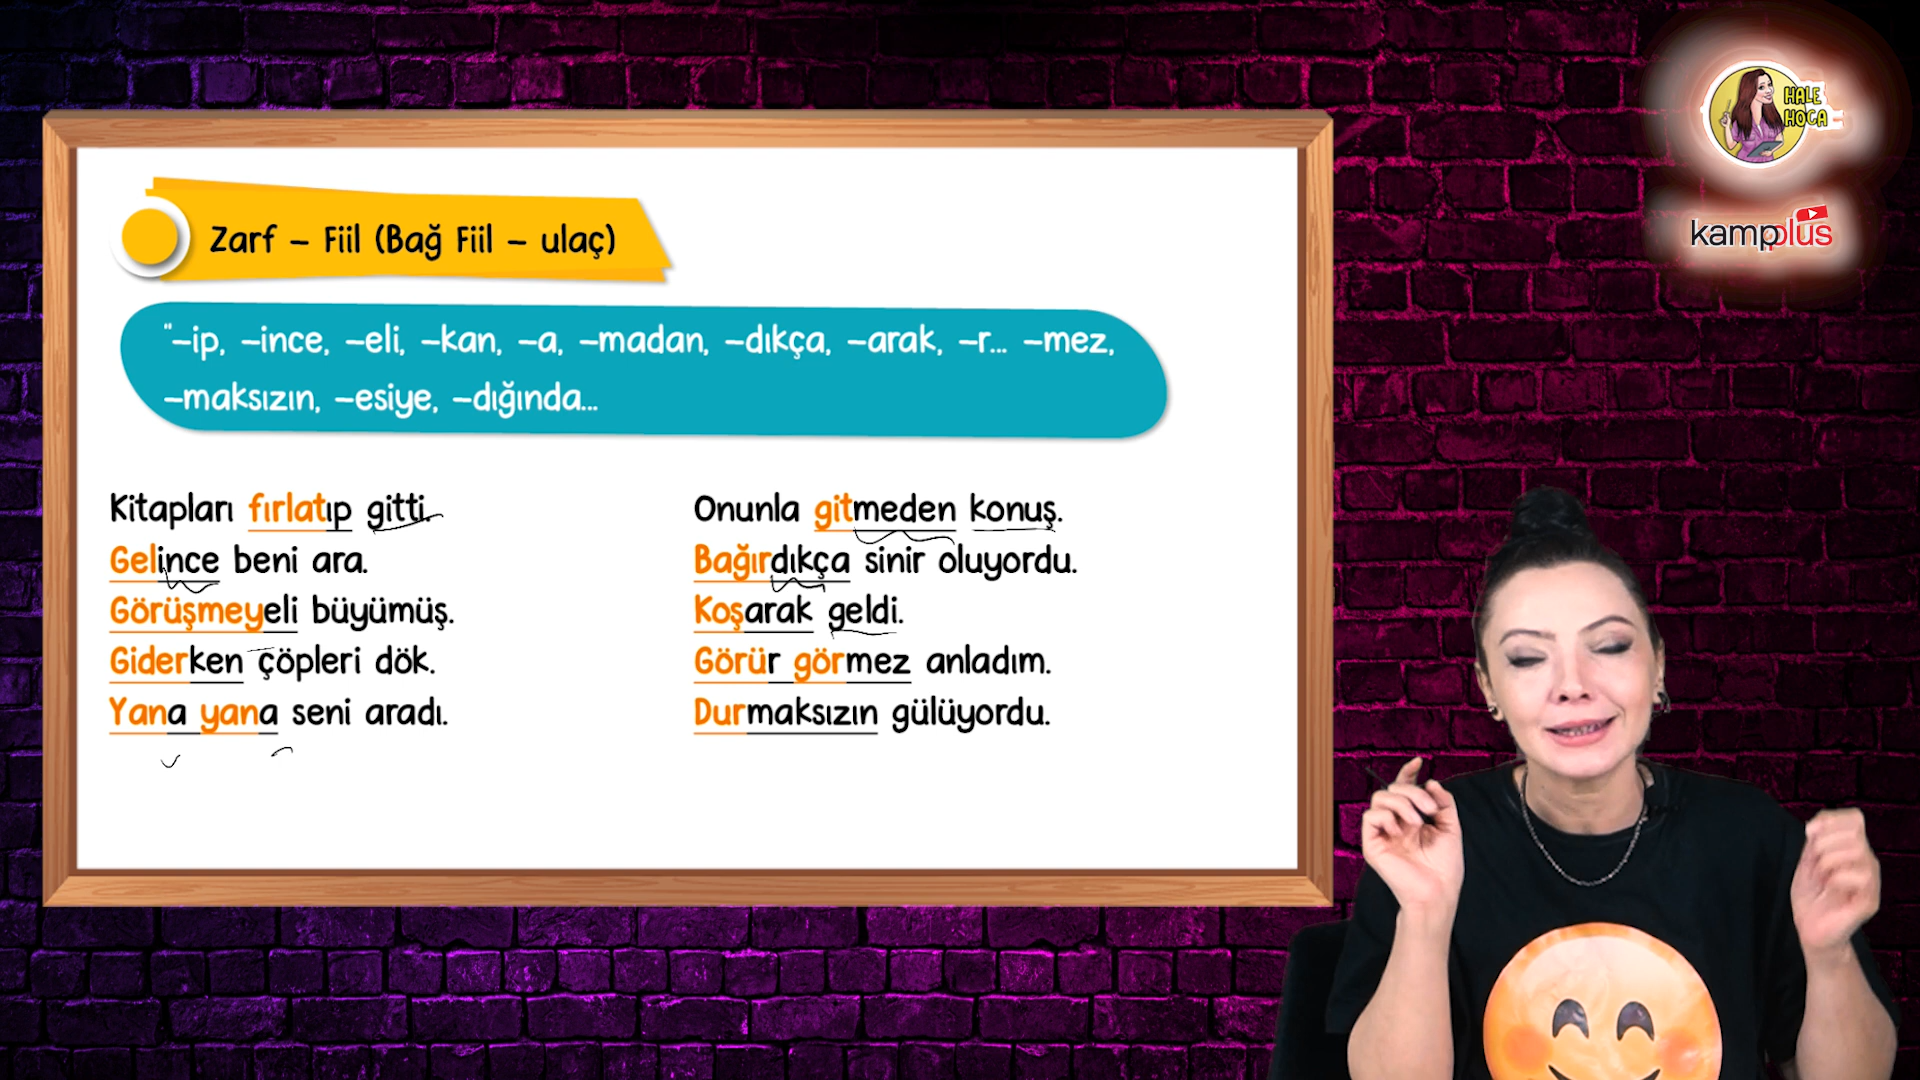 HALE
HOCA
kampplus
Zarf – Fiil (Bağ Fiil – ulaç)
"–ip, –ince, –eli, –kan, –a, –madan, –dıkça, –arak, –r... –mez,
–maksızın, –esiye, –dığında...
Kitapları fırlatıp gitti.
Gelince beni ara.
Görüşmeyeli büyümüş.
Giderken çöpleri dök.
Yana yana seni aradı.
Onunla gitmeden konuş.
Bağırdıkça sinir oluyordu.
Koşarak geldi.
Görür görmez anladım.
Durmaksızın gülüyordu.